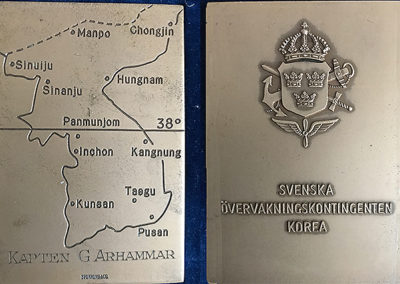 Manpo
Chongjin
Sinuiju
Sinanju
Hungnam
Panmunjom
38°
Inchon
Kangnung
Kunsan
Taegu
Pusan
KAPTEN G ARHAMMAR
SVENSKA
ÖVERVAKNINGSKONTINGENTEN
KOREA